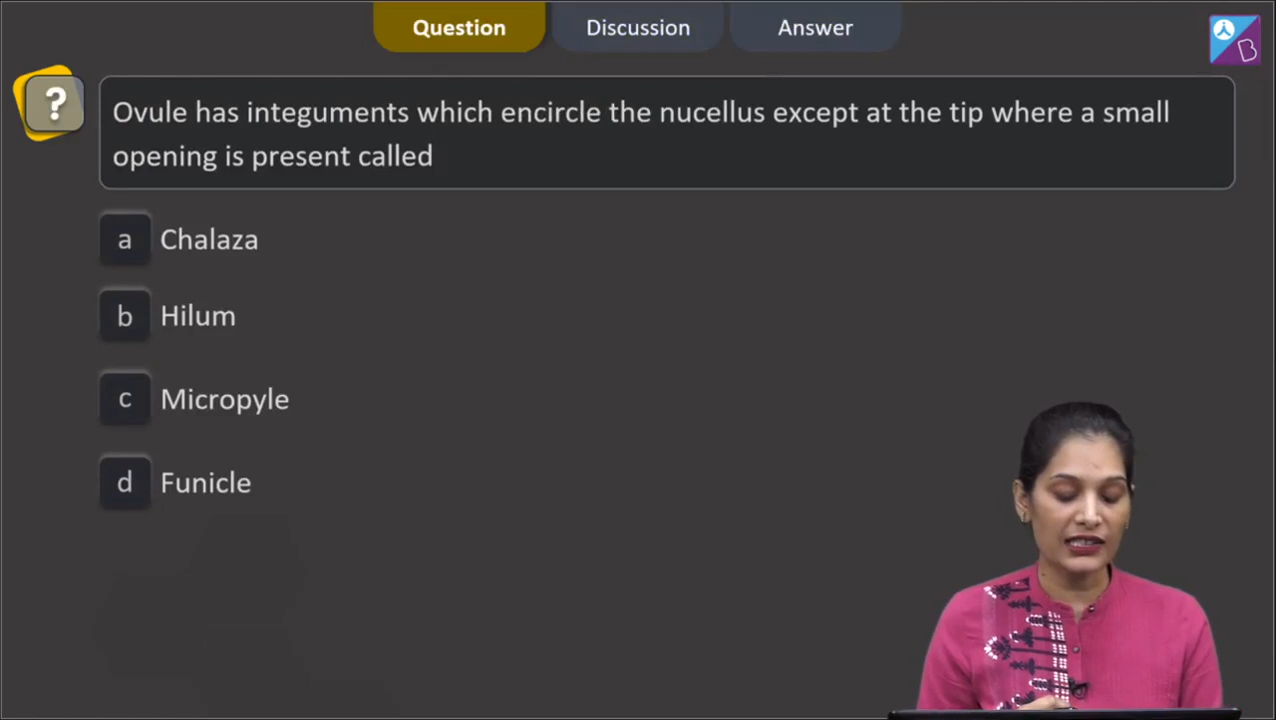 Question
Discussion
Answer
B
?
Ovule has integuments which encircle the nucellus except at the tip where a small
opening is present called
a Chalaza
b Hilum
c Micropyle
d Funicle